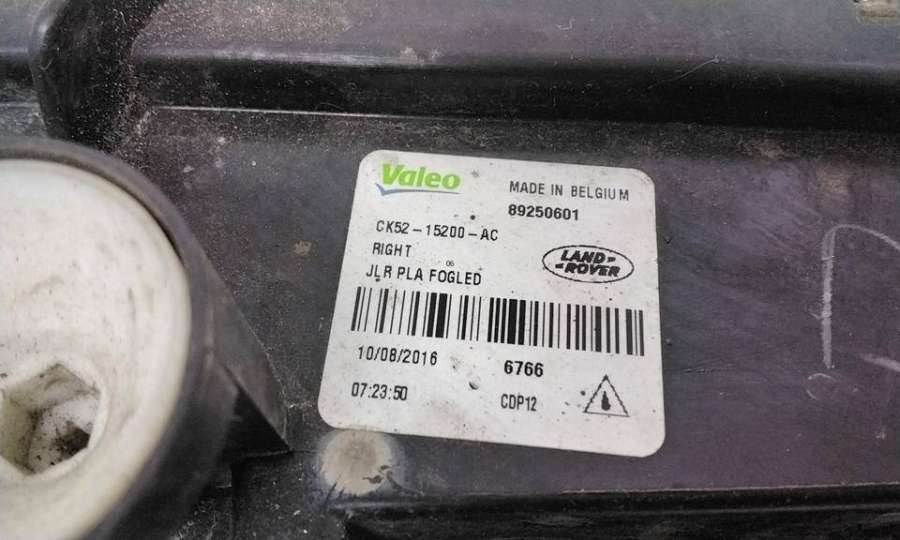 Valeo
MADE IN BELGIUM
89250601
CK52-15200-AC
RIGHT
06
JLR PLA FOGLED
LAND-
-ROVER
10/08/2016
6766
07:23:50
CDP12